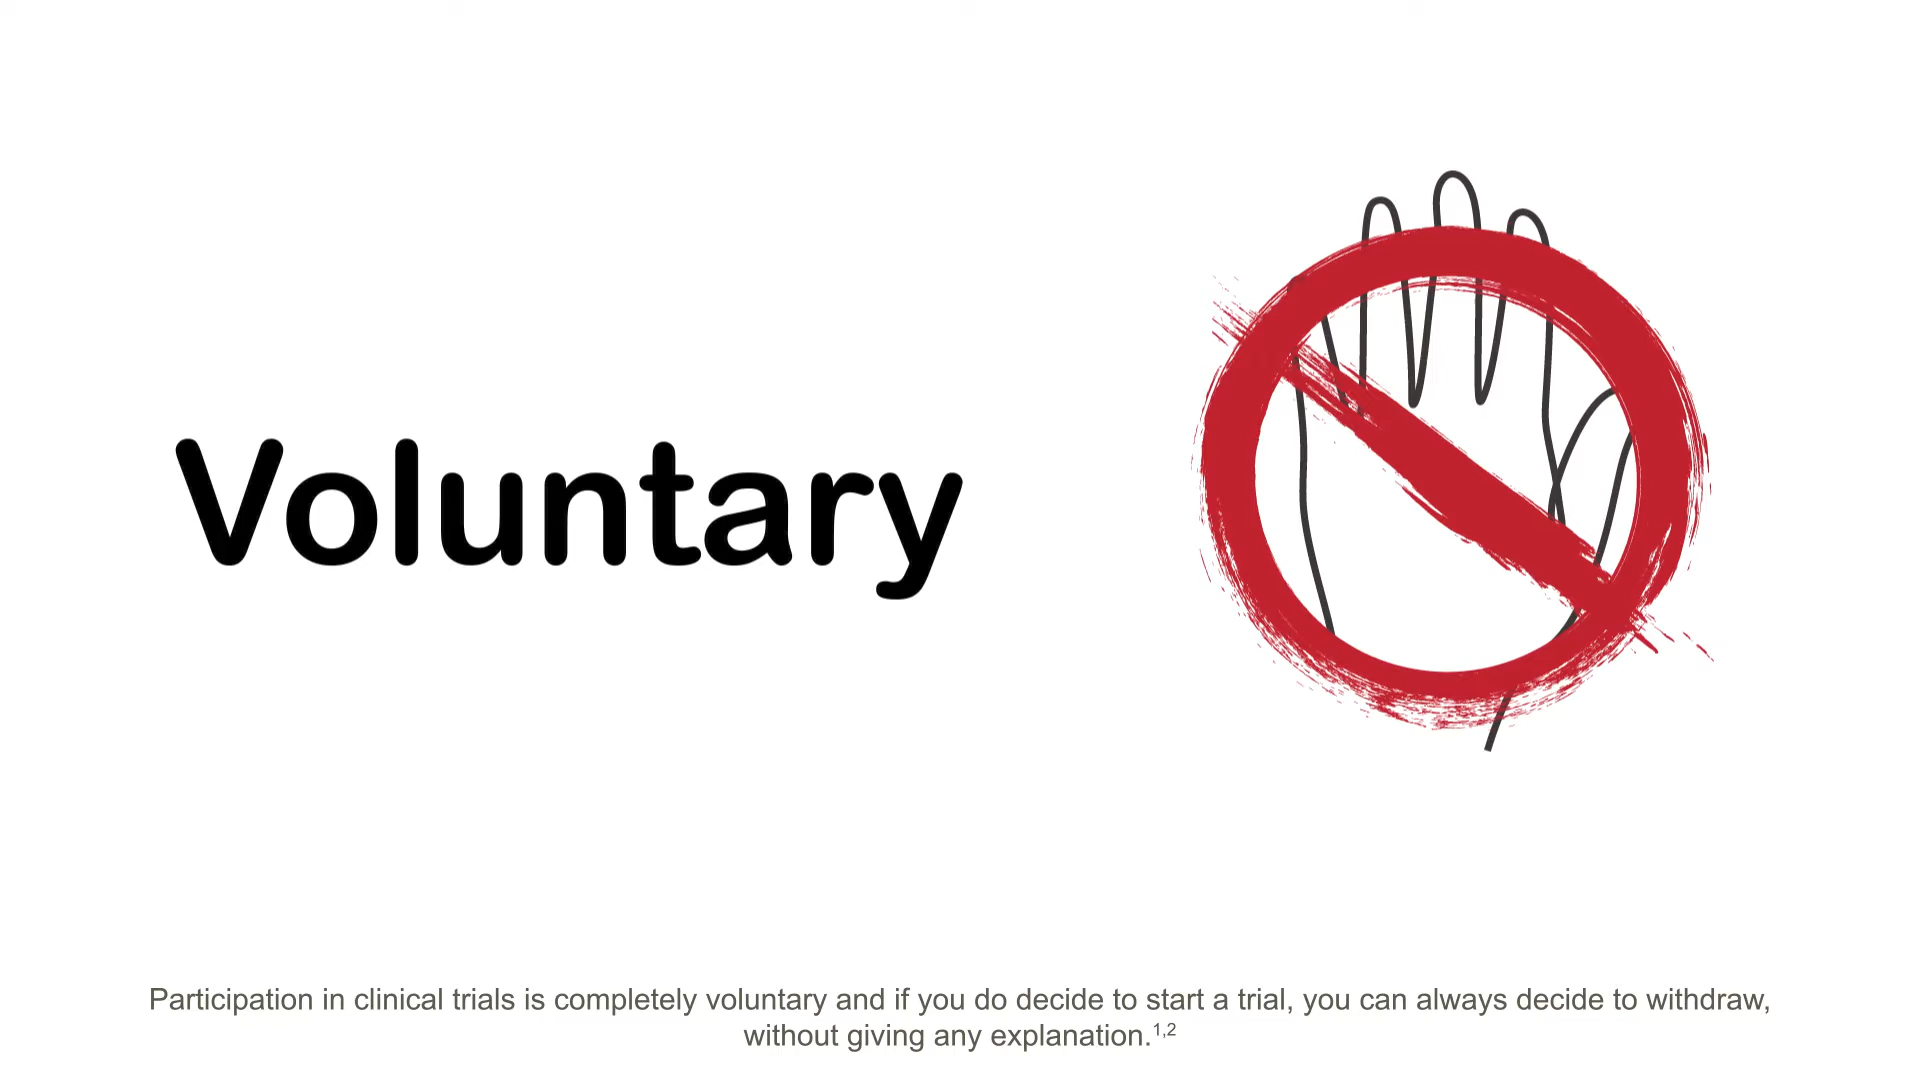 Voluntary
Participation in clinical trials is completely voluntary and if you do decide to start a trial, you can always decide to withdraw,
without giving any explanation.1,2